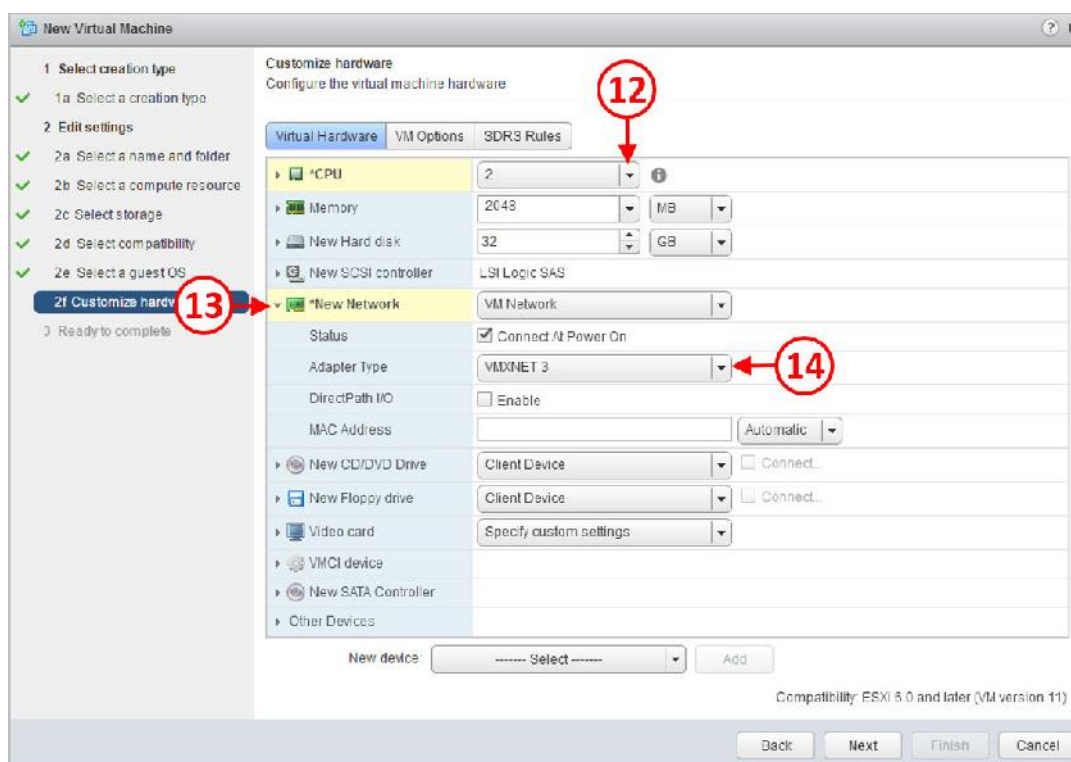 New Virtual Machine
1 Select creation type
1a Select a creation type
2 Edit settings
2a Select a name and folder
2b Select a compute resource
2c Select storage
2d Select compatibility
2e Select a guest OS
2f Customize hardw
3 Ready to complete
Customize hardware
Configure the virtual machine hardware
12
Virtual Hardware VM Options SDRS Rules
*CPU 2
Memory 2048 MB
New Hard disk 32 GB
New SCSI controller LSI Logic SAS
13
*New Network VM Network
Status Connect At Power On
Adapter Type VMXNET 3
14
DirectPath I/O Enable
MAC Address Automatic
New CD/DVD Drive Client Device Connect...
New Floppy drive Client Device Connect...
Video card Specify custom settings
VMCI device
New SATA Controller
Other Devices
New device: ------- Select ------- Add
Compatibility: ESXi 6.0 and later (VM version 11)
Back Next Finish Cancel